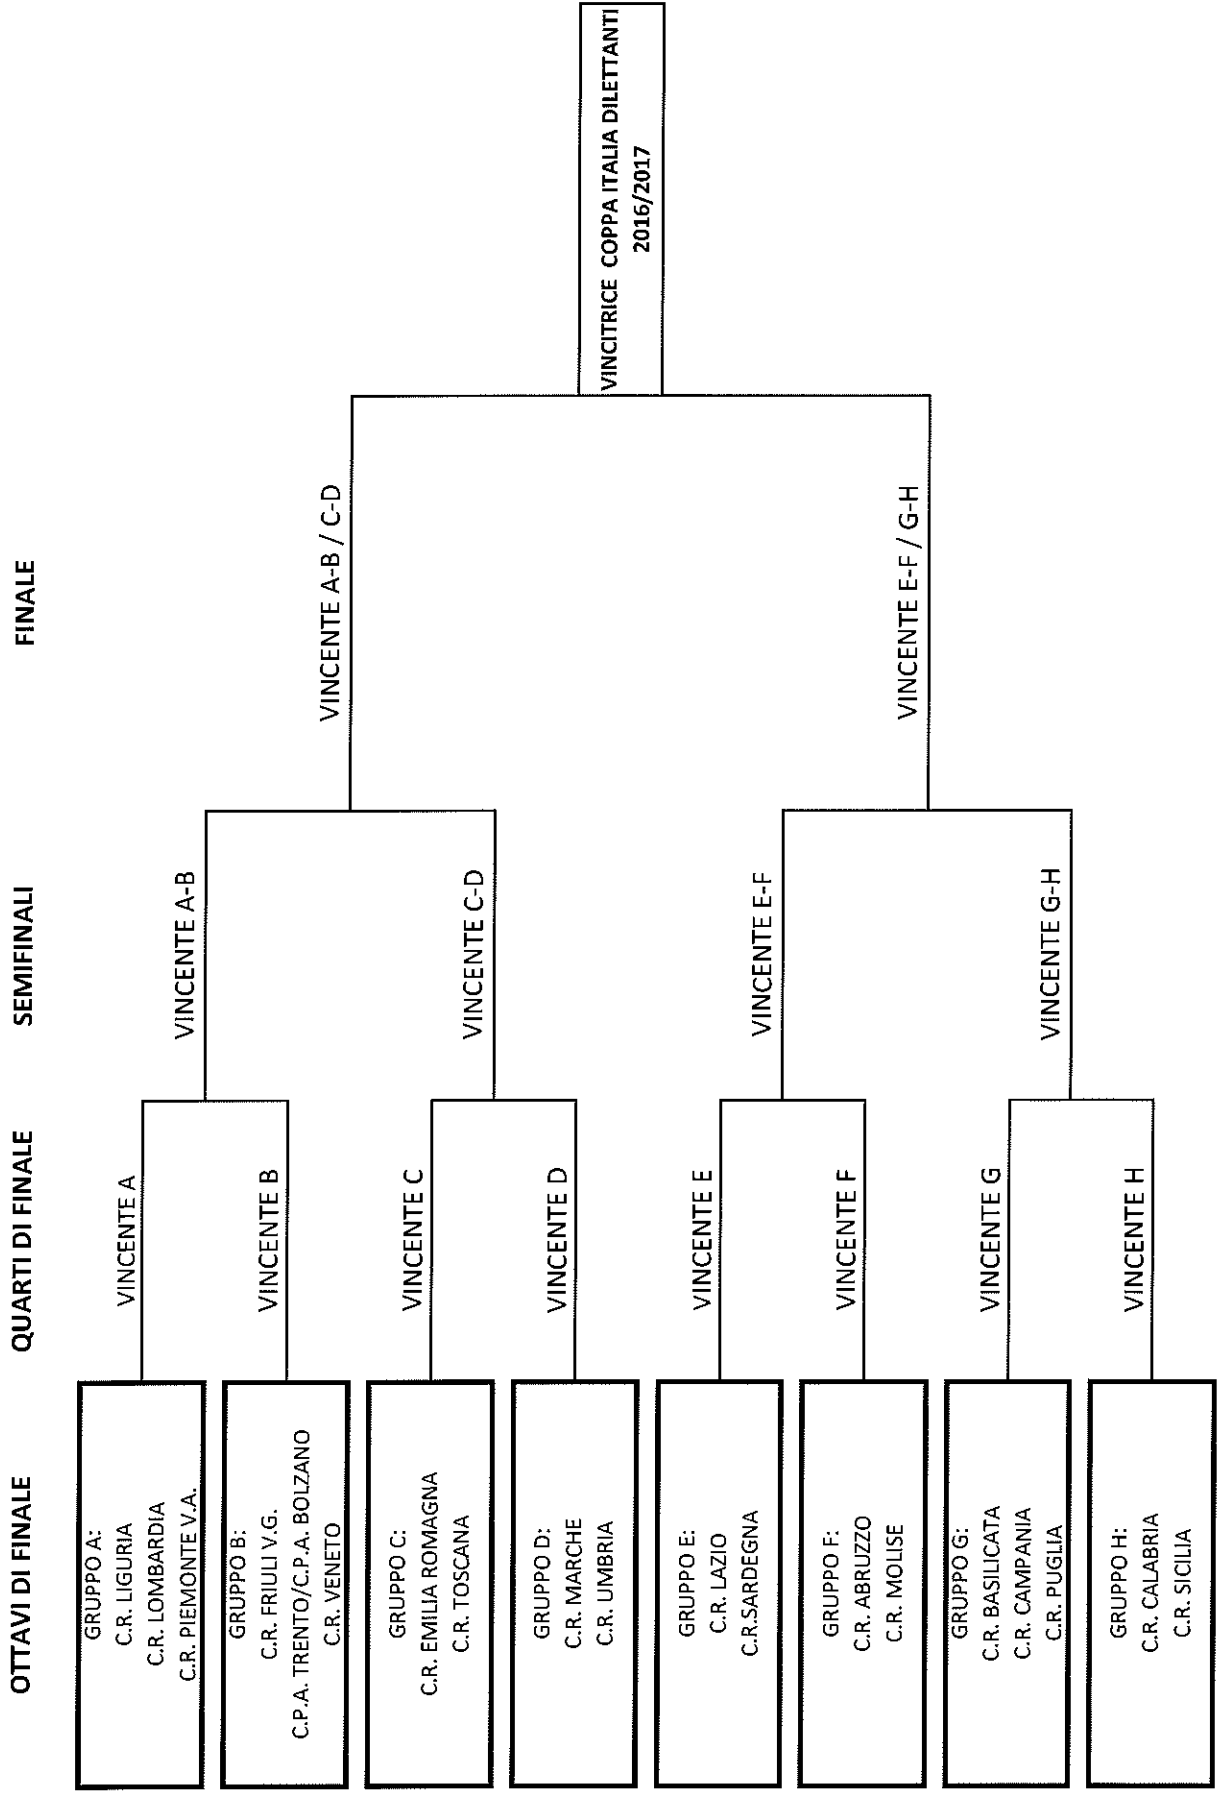 OTTAVI DI FINALE
QUARTI DI FINALE
SEMIFINALI
FINALE
GRUPPO A:
C.R. LIGURIA
C.R. LOMBARDIA
C.R. PIEMONTE V.A.
GRUPPO B:
C.R. FRIULI V.G.
C.P.A. TRENTO/C.P.A. BOLZANO
C.R. VENETO
GRUPPO C:
C.R. EMILIA ROMAGNA
C.R. TOSCANA
GRUPPO D:
C.R. MARCHE
C.R. UMBRIA
GRUPPO E:
C.R. LAZIO
C.R.SARDEGNA
GRUPPO F:
C.R. ABRUZZO
C.R. MOLISE
GRUPPO G:
C.R. BASILICATA
C.R. CAMPANIA
C.R. PUGLIA
GRUPPO H:
C.R. CALABRIA
C.R. SICILIA
VINCENTE A
VINCENTE B
VINCENTE C
VINCENTE D
VINCENTE E
VINCENTE F
VINCENTE G
VINCENTE H
VINCENTE A-B
VINCENTE C-D
VINCENTE E-F
VINCENTE G-H
VINCENTE A-B / C-D
VINCENTE E-F / G-H
VINCITRICE COPPA ITALIA DILETTANTI
2016/2017